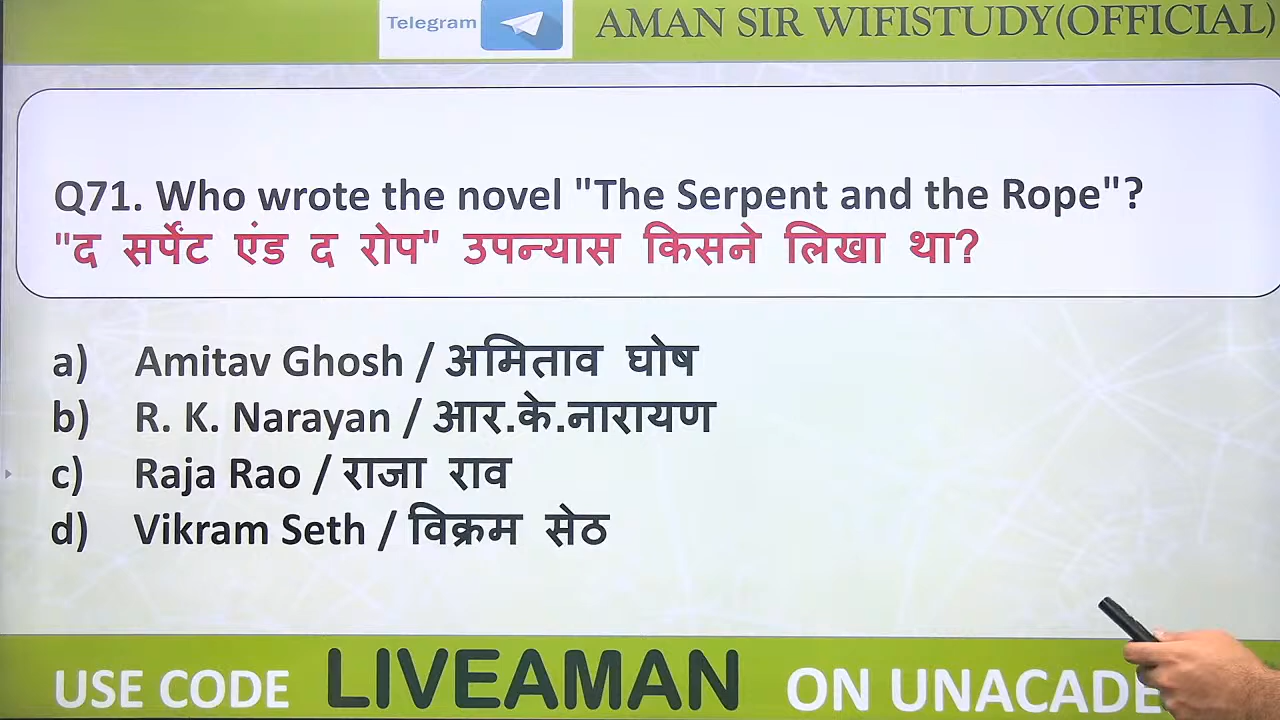 Telegram
AMAN SIR WIFISTUDY(OFFICIAL)
Q71. Who wrote the novel "The Serpent and the Rope"?
"द सर्पेंट एंड द रोप" उपन्यास किसने लिखा था?
a) Amitav Ghosh / अमिताव घोष
b) R. K. Narayan / आर.के.नारायण
c) Raja Rao / राजा राव
d) Vikram Seth / विक्रम सेठ
USE CODE LIVEAMAN ON UNACADE